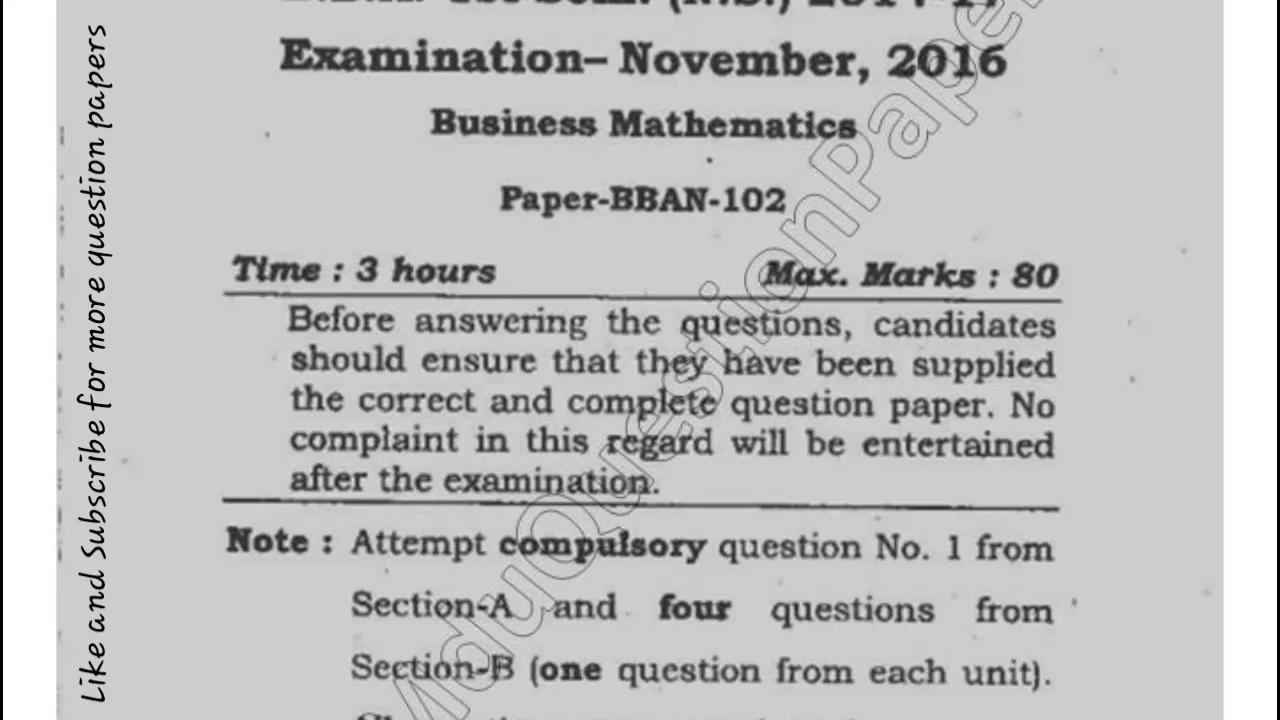 Examination– November, 2016
Business Mathematics
Paper-BBAN-102
Time : 3 hours Max. Marks : 80
Before answering the questions, candidates
should ensure that they have been supplied
the correct and complete question paper. No
complaint in this regard will be entertained
after the examination.
Note : Attempt compulsory question No. 1 from
Section-A and four questions from
Section-B (one question from each unit).
Like and Subscribe for more question papers
MduQuestionPaper